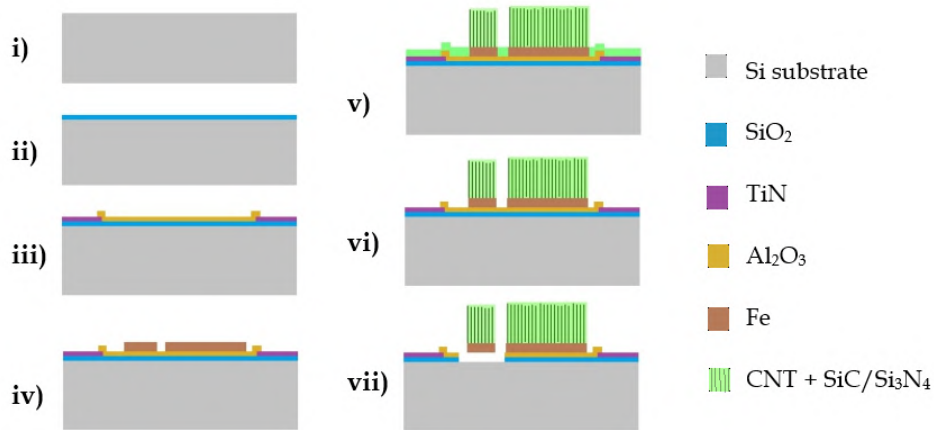 i)
ii)
iii)
iv)
v)
vi)
vii)
Si substrate
SiO₂
TiN
Al₂O₃
Fe
CNT + SiC/Si₃N₄